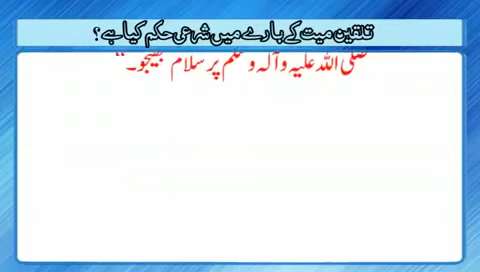 تلقین میت کے بارے میں شرعی حکم کیا ہے؟
صلی اللہ علیہ وآلہ وسلم پر سلام بھیجو۔“